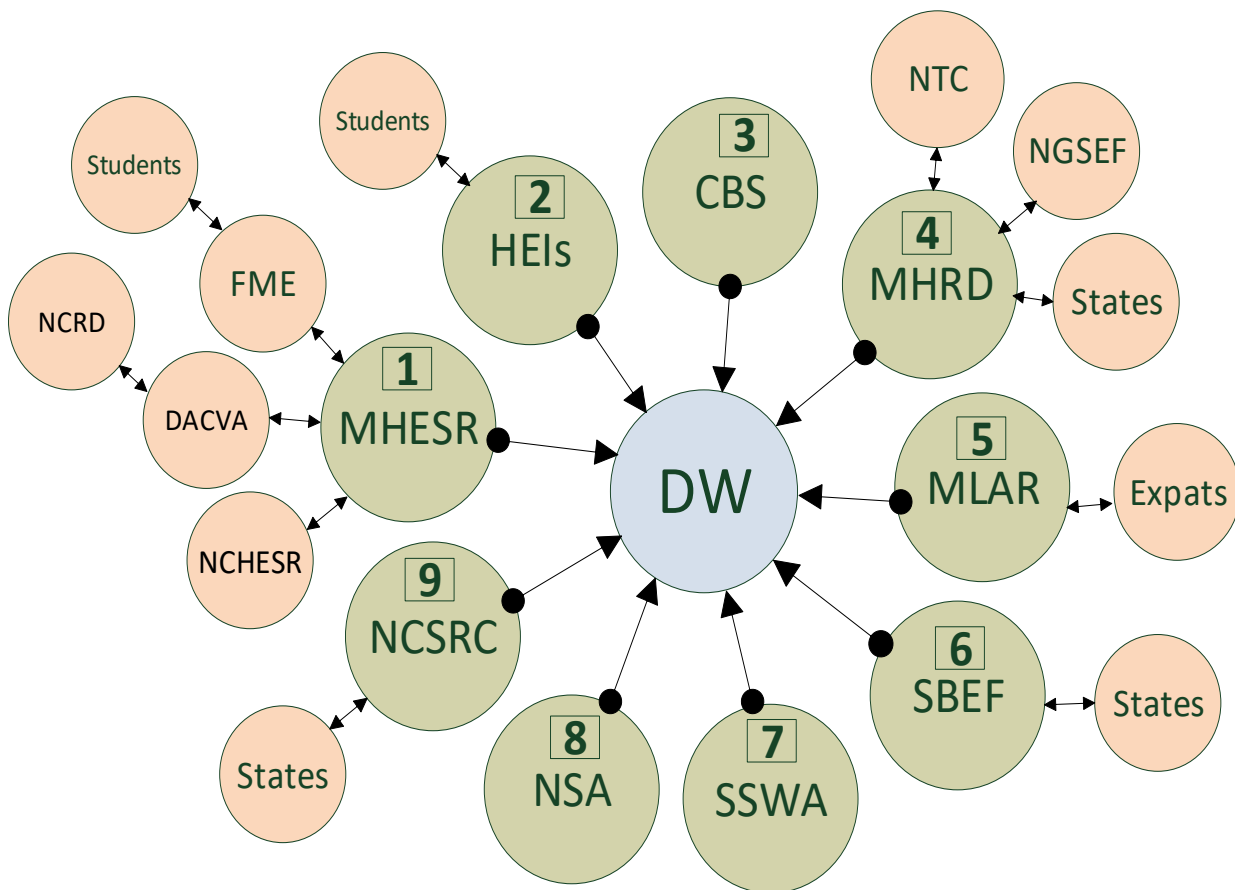 NTC
3
CBS
Students
NGSEF
Students
2
HEIs
4
MHRD
FME
States
NCRD
1
MHESR
DACVA
5
MLAR
DW
Expats
NCHESR
9
NCSRC
6
SBEF
States
8
NSA
7
SSWA
States